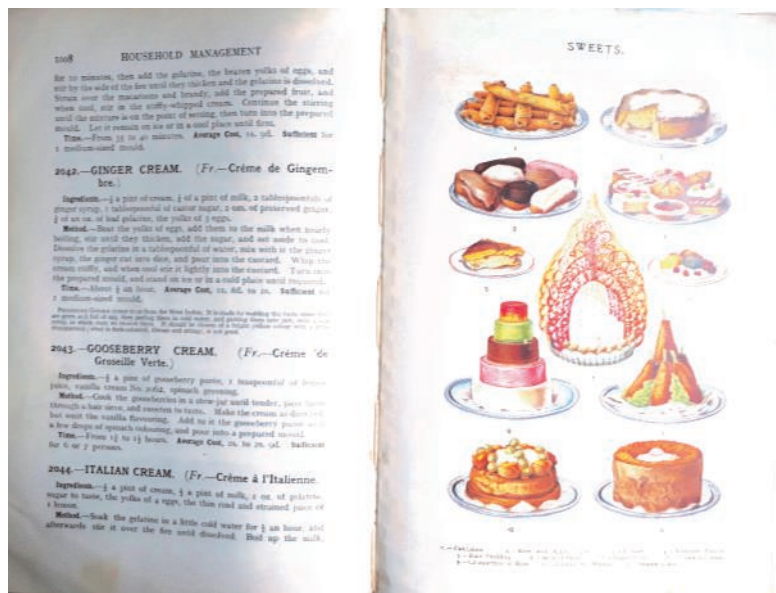 2008 HOUSEHOLD MANAGEMENT
for 10 minutes, then add the gelatine, the beaten yolks of eggs, and
stir by the side of the fire until they thicken and the gelatine is dissolved.
Strain over the macaroons and brandy, add the prepared fruit, and
when cool, stir in the stiffly-whipped cream. Continue the stirring
until the mixture is on the point of setting, then turn into the prepared
mould. Let it remain on ice or in a cool place until firm.
Time.—From 35 to 40 minutes. Average Cost, 1s. 9d. Sufficient for
1 medium-sized mould.
2042.—GINGER CREAM. (Fr.—Crème de Gingem-
bre.)
Ingredients.—½ a pint of cream, ¼ of a pint of milk, 2 tablespoonfuls of
ginger syrup, 1 tablespoonful of castor sugar, 2 ozs. of preserved ginger,
½ an oz. of leaf gelatine, the yolks of 3 eggs.
Method.—Beat the yolks of eggs, add them to the milk when nearly
boiling, stir until they thicken, add the sugar, and set aside to cool.
Dissolve the gelatine in a tablespoonful of water, mix with it the ginger
syrup, the ginger cut into dice, and pour into the custard. Whip the
cream stiffly, and when cool stir it lightly into the custard. Turn into
the prepared mould, and stand on ice or in a cool place until required.
Time.—About ½ an hour. Average Cost, 1s. 8d. to 2s. Sufficient for
1 medium-sized mould.
2043.—GOOSEBERRY CREAM. (Fr.—Crème de
Groseille Verte.)
Ingredients.—½ a pint of gooseberry purée, 1 teaspoonful of lemon
juice, vanilla cream No. 2062, spinach greening.
Method.—Cook the gooseberries in a stew-jar until tender, pass them
through a hair sieve, and sweeten to taste. Make the cream as directed,
but omit the vanilla flavouring. Add to it the gooseberry purée and
a few drops of spinach colouring, and pour into a prepared mould.
Time.—From 1¼ to 1½ hours. Average Cost, 2s. 9d. Sufficient
for 6 or 7 persons.
2044.—ITALIAN CREAM. (Fr.—Crème à l'Italienne.
Ingredients.—½ a pint of cream, ½ a pint of milk, 1 oz. of gelatine,
sugar to taste, the yolks of 4 eggs, the thin rind and strained juice of
1 lemon.
Method.—Soak the gelatine in a little cold water for ½ an hour, and
afterwards stir it over the fire until dissolved. Boil up the milk,
SWEETS.